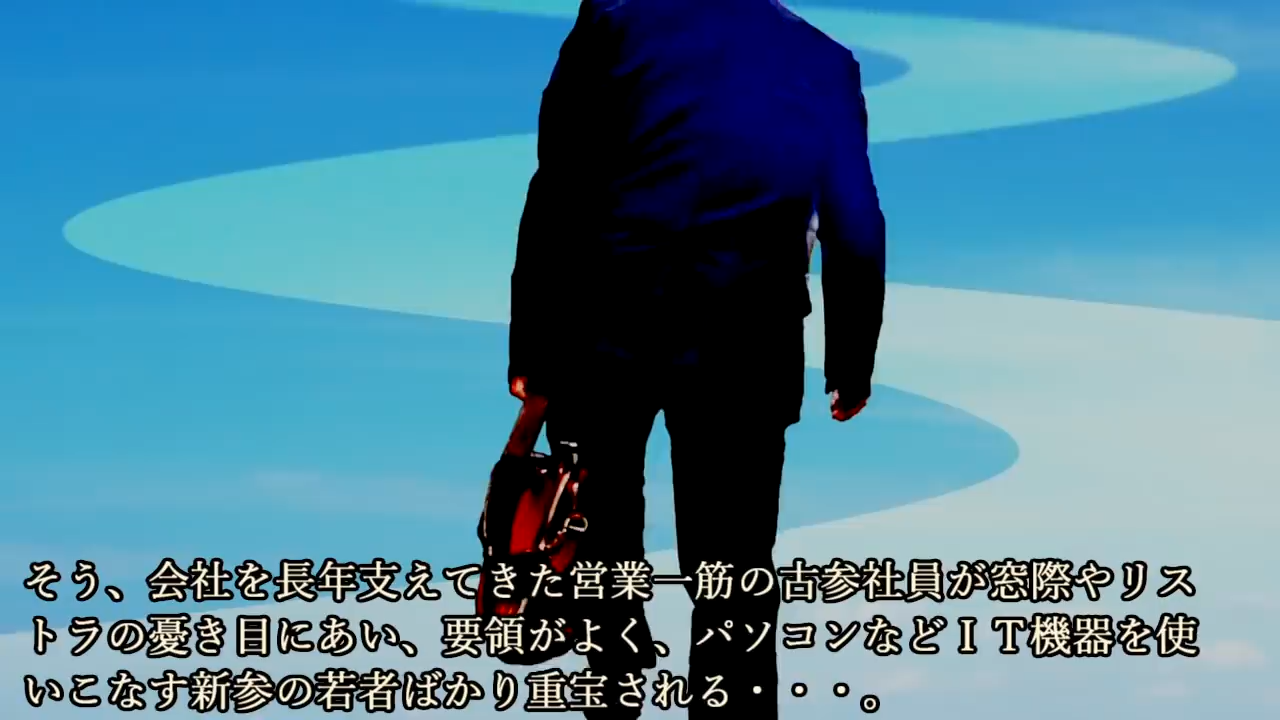 そう、会社を長年支えてきた営業一筋の古参社員が窓際やリス
トラの憂き目にあい、要領がよく、パソコンなどＩＴ機器を使
いこなす新参の若者ばかり重宝される・・・。